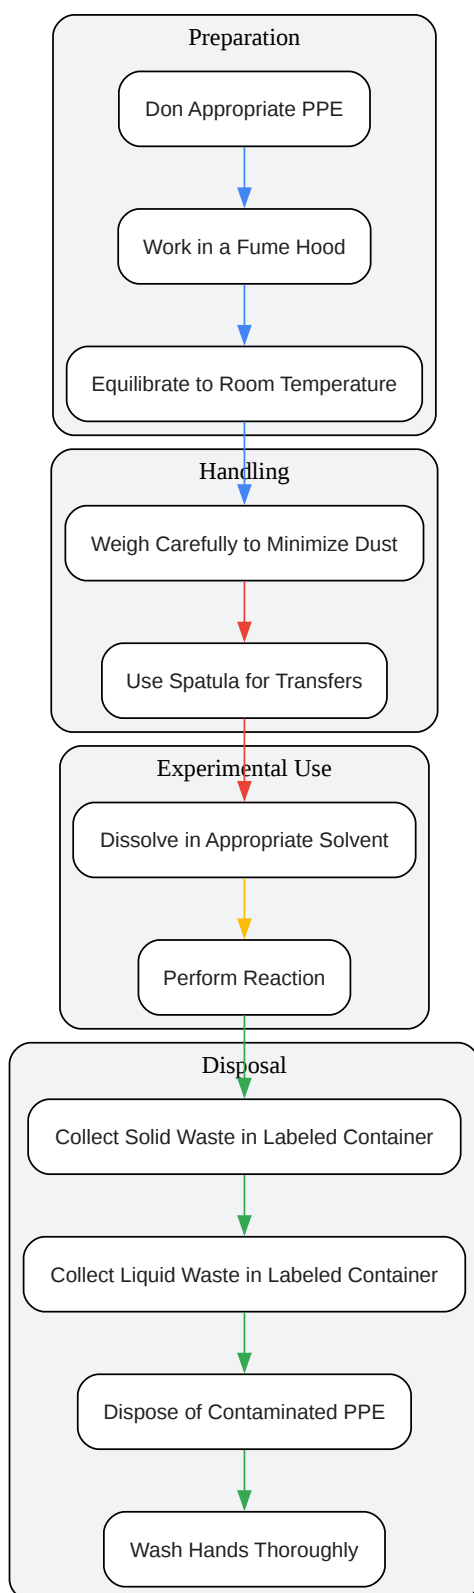 Preparation
Don Appropriate PPE
Work in a Fume Hood
Equilibrate to Room Temperature
Handling
Weigh Carefully to Minimize Dust
Use Spatula for Transfers
Experimental Use
Dissolve in Appropriate Solvent
Perform Reaction
Disposal
Collect Solid Waste in Labeled Container
Collect Liquid Waste in Labeled Container
Dispose of Contaminated PPE
Wash Hands Thoroughly